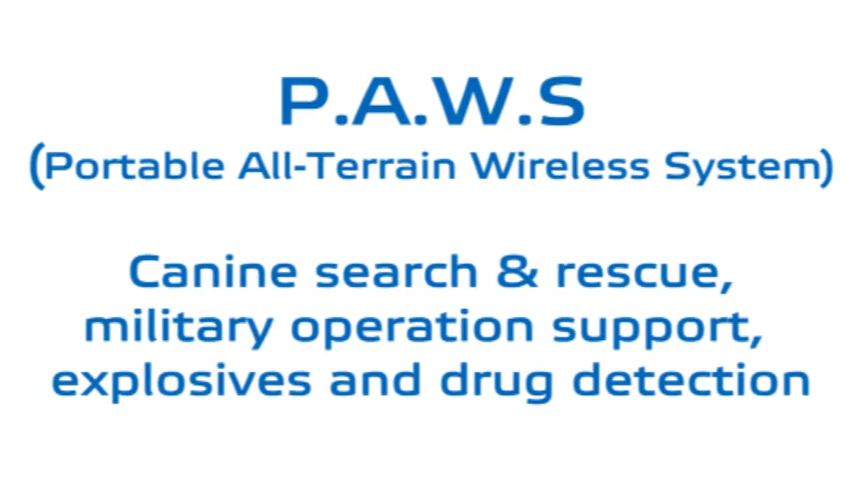 P.A.W.S
(Portable All-Terrain Wireless System)
Canine search & rescue,
military operation support,
explosives and drug detection